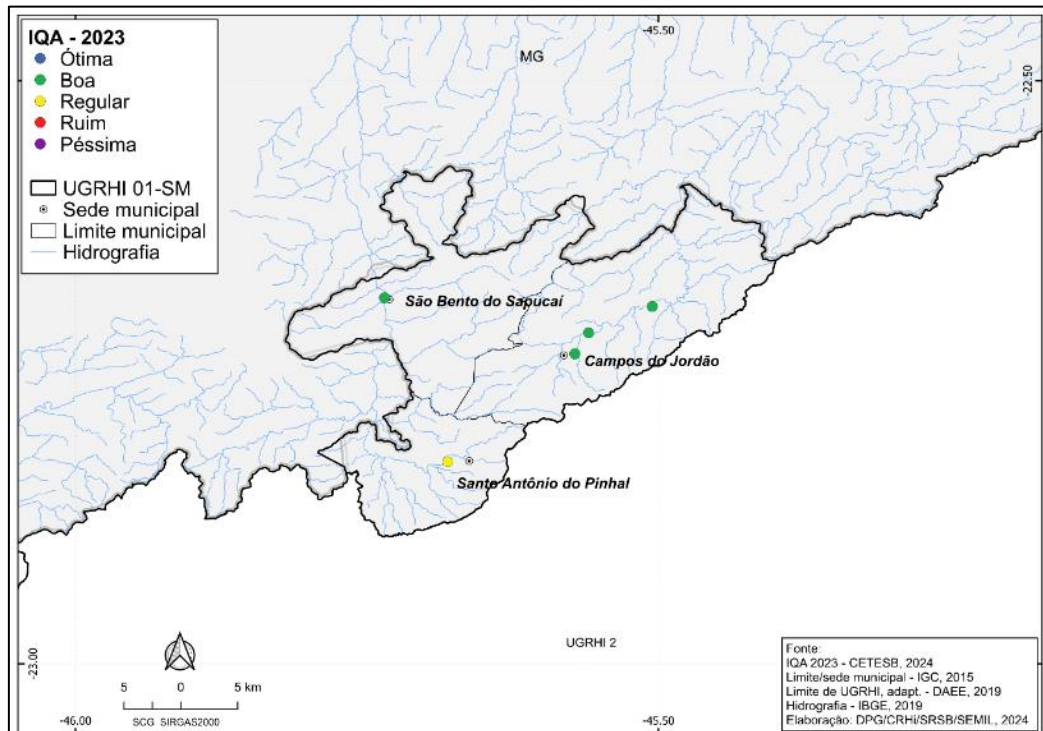 IQA - 2023
Ótima
Boa
Regular
Ruim
Péssima
UGRHI 01-SM
Sede municipal
Limite municipal
Hidrografia
-45.50
MG
-22.50
São Bento do Sapucaí
Campos do Jordão
Santo Antônio do Pinhal
UGRHI 2
-23.00
5 0 5 km
SCG SIRGAS2000
-46.00
-45.50
Fonte:
IQA 2023 - CETESB, 2024
Limite/sede municipal - IGC, 2015
Limite de UGRHI, adapt. - DAEE, 2019
Hidrografia - IBGE, 2019
Elaboração: DPG/CRHi/SRSB/SEMIL, 2024